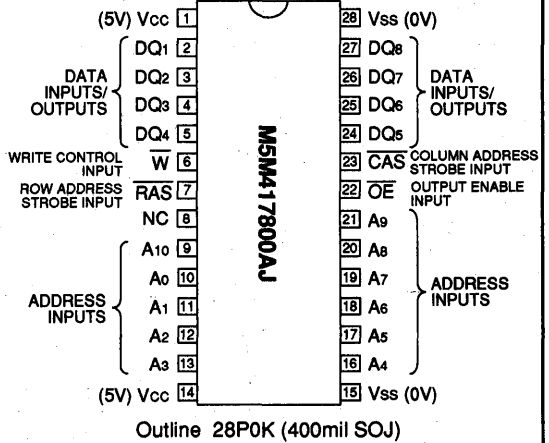 (5V) Vcc 1 28 Vss (0V)
DQ1 2 27 DQ8
DQ2 3 26 DQ7
DATA INPUTS/ OUTPUTS
DATA INPUTS/ OUTPUTS
DQ3 4 25 DQ6
DQ4 5 24 DQ5
WRITE CONTROL INPUT
W 6 23 CAS
COLUMN ADDRESS STROBE INPUT
ROW ADDRESS STROBE INPUT
RAS 7 22 OE
OUTPUT ENABLE INPUT
M5M417800AJ
NC 8 21 A9
A10 9 20 A8
A0 10 19 A7
ADDRESS INPUTS
ADDRESS INPUTS
A1 11 18 A6
A2 12 17 A5
A3 13 16 A4
(5V) Vcc 14 15 Vss (0V)
Outline 28P0K (400mil SOJ)